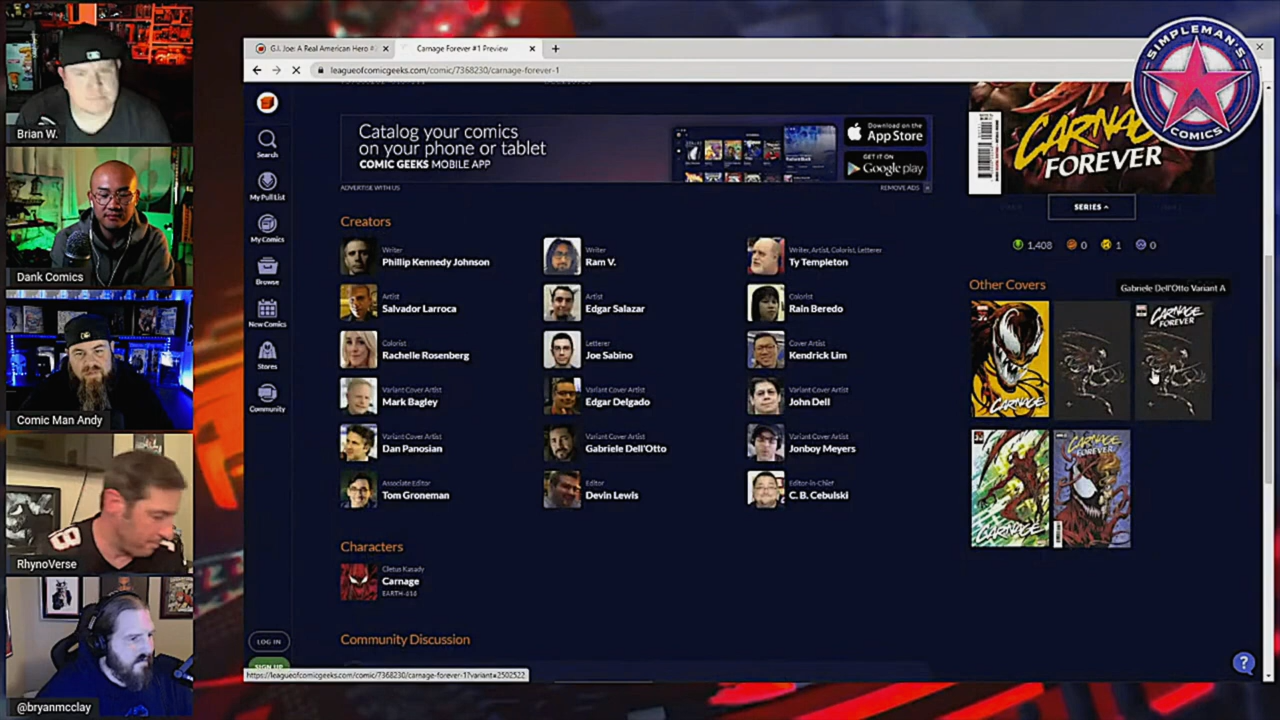 Brian W.
Dank Comics
Comic Man Andy
RhynoVerse
@bryanmcclay
G.I. Joe: A Real American Hero #
Carnage Forever #1 Preview
leagueofcomicgeeks.com/comic/7368230/carnage-forever-1
SIMPLEMAN'S
COMICS
Search
My Pull List
My Comics
Browse
New Comics
Stores
Community
LOG IN
SIGN UP
Catalog your comics
on your phone or tablet
COMIC GEEKS MOBILE APP
Download on the
App Store
GET IT ON
Google play
ADVERTISE WITH US
REMOVE ADS
Creators
Writer
Phillip Kennedy Johnson
Writer
Ram V.
Writer, Artist, Colorist, Letterer
Ty Templeton
Artist
Salvador Larroca
Artist
Edgar Salazar
Colorist
Rain Beredo
Colorist
Rachelle Rosenberg
Letterer
Joe Sabino
Cover Artist
Kendrick Lim
Variant Cover Artist
Mark Bagley
Variant Cover Artist
Edgar Delgado
Variant Cover Artist
John Dell
Variant Cover Artist
Dan Panosian
Variant Cover Artist
Gabriele Dell'Otto
Variant Cover Artist
Jonboy Meyers
Associate Editor
Tom Groneman
Editor
Devin Lewis
Editor-in-Chief
C. B. Cebulski
Characters
Cletus Kasady
Carnage
Community Discussion
CARNAGE
FOREVER
SERIES
1,408
0
1
0
Other Covers
Gabriele Dell'Otto Variant A
CARNAGE
CARNAGE
FOREVER
CARNAGE
CARNAGE
FOREVER
https://leagueofcomicgeeks.com/comic/7368230/carnage-forever-1?variant=2502522
?